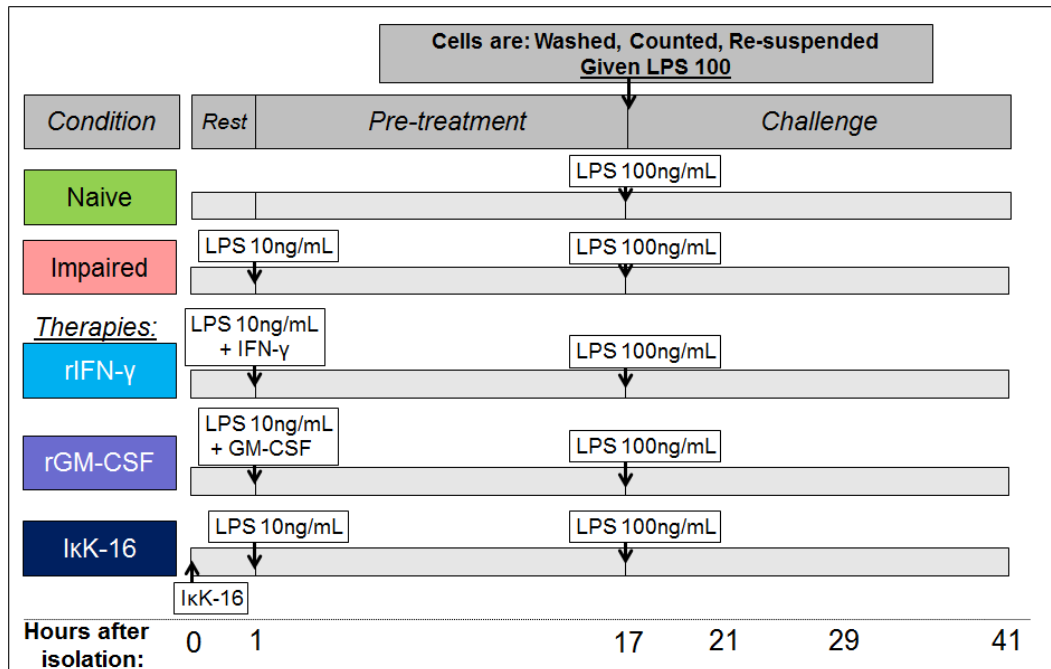 Cells are: Washed, Counted, Re-suspended
Given LPS 100
Condition
Rest
Pre-treatment
Challenge
Naive
LPS 100ng/mL
Impaired
LPS 10ng/mL
LPS 100ng/mL
Therapies:
rIFN-γ
LPS 10ng/mL
+ IFN-γ
LPS 100ng/mL
rGM-CSF
LPS 10ng/mL
+ GM-CSF
LPS 100ng/mL
IκK-16
LPS 10ng/mL
LPS 100ng/mL
IκK-16
Hours after
isolation:
0 1 17 21 29 41